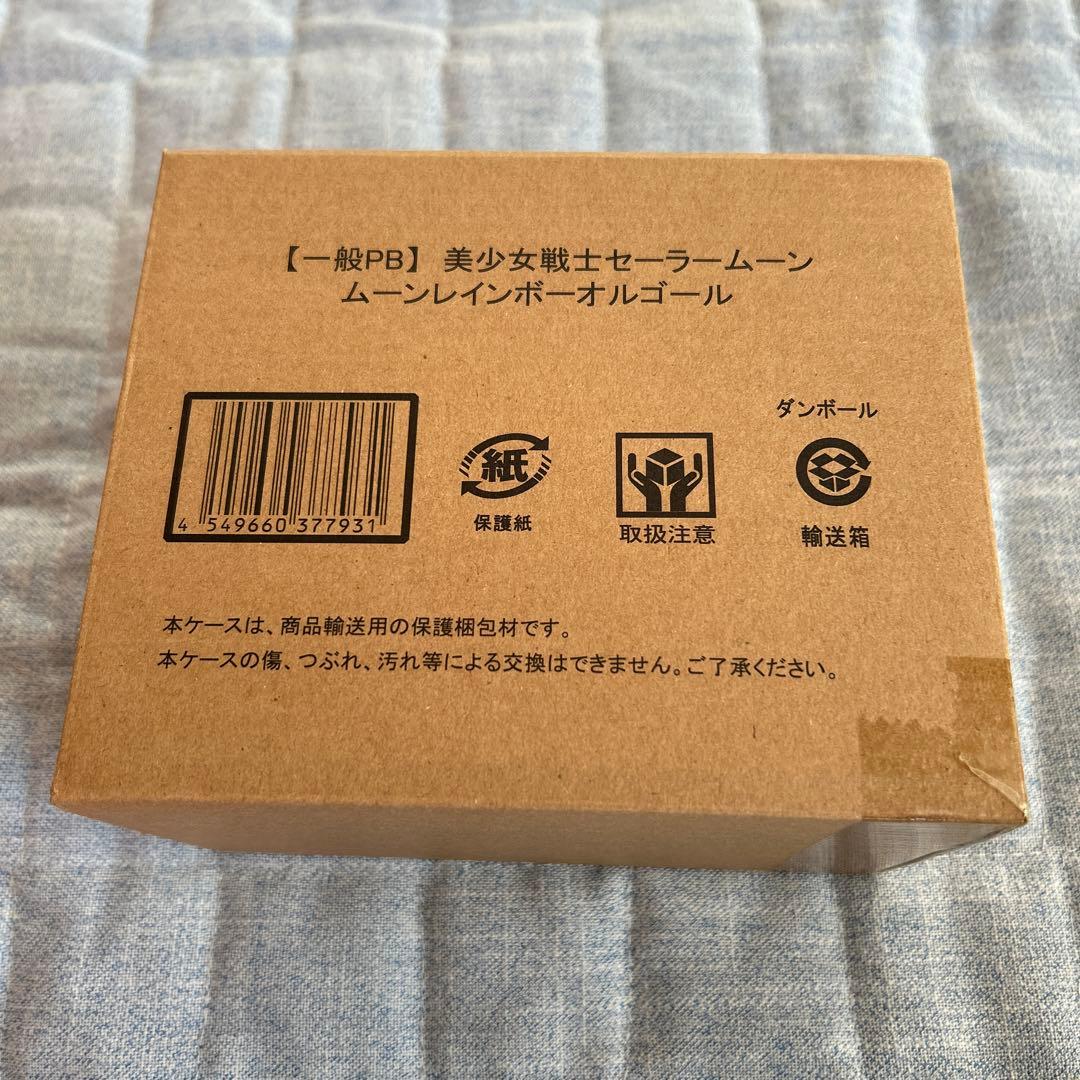 【一般PB】 美少女戦士セーラームーン
ムーンレインボーオルゴール
ダンボール
4 549660 377931
紙
保護紙
取扱注意
輸送箱
本ケースは、商品輸送用の保護梱包材です。
本ケースの傷、つぶれ、汚れ等による交換はできません。ご了承ください。